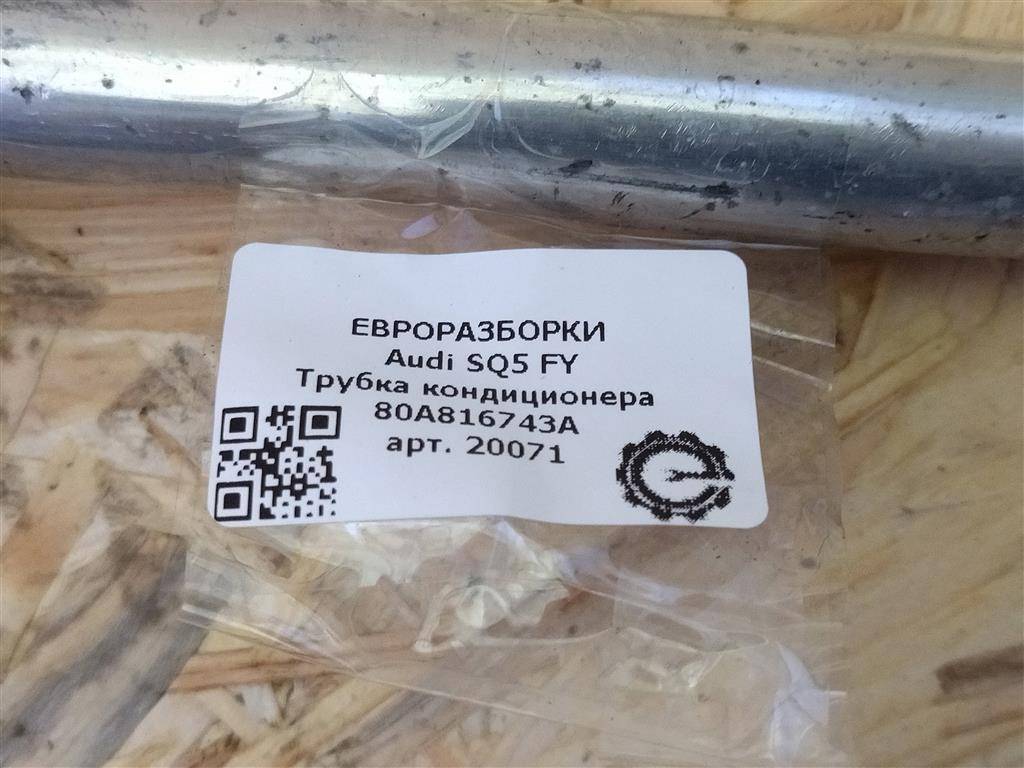 ЕВРОРАЗБОРКИ
Audi SQ5 FY
Трубка кондиционера
80A816743A
арт. 20071